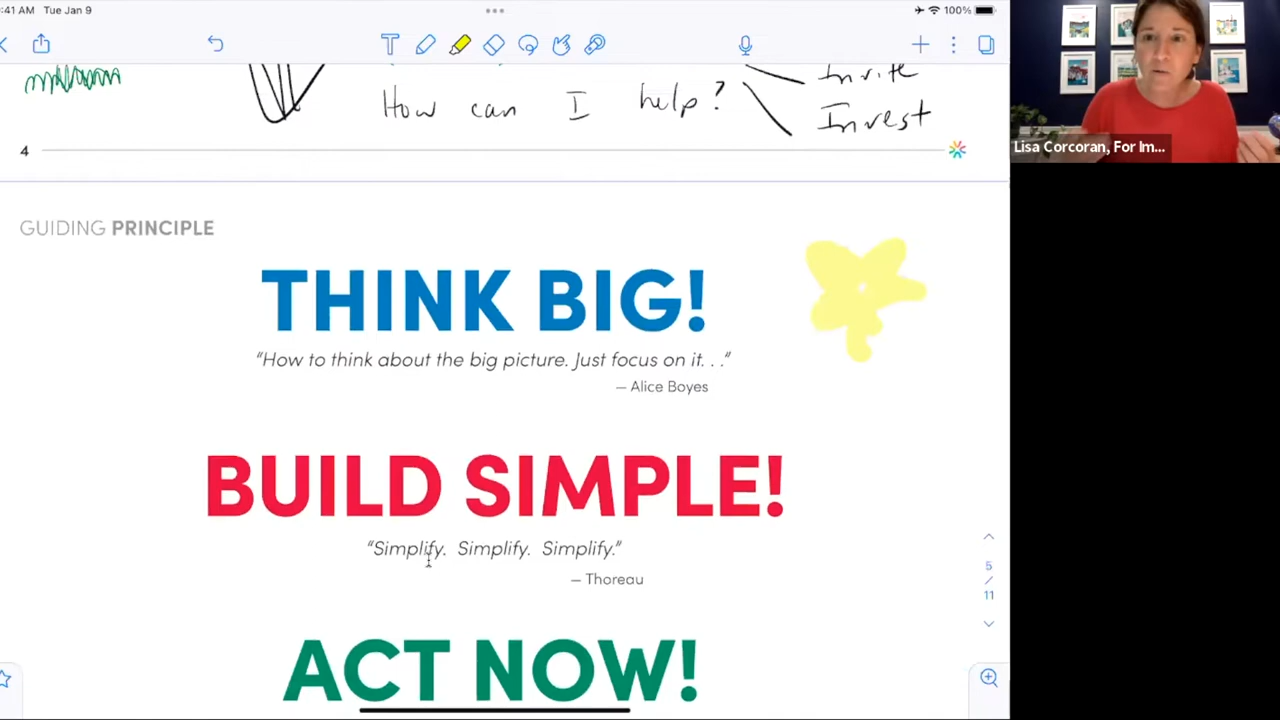 :41 AM Tue Jan 9
100%
T
Invite
How can I help?
Invest
4
Lisa Corcoran, For Im...
GUIDING PRINCIPLE
THINK BIG!
“How to think about the big picture. Just focus on it. . .”
— Alice Boyes
BUILD SIMPLE!
“Simplify. Simplify. Simplify.”
— Thoreau
5
/
11
ACT NOW!